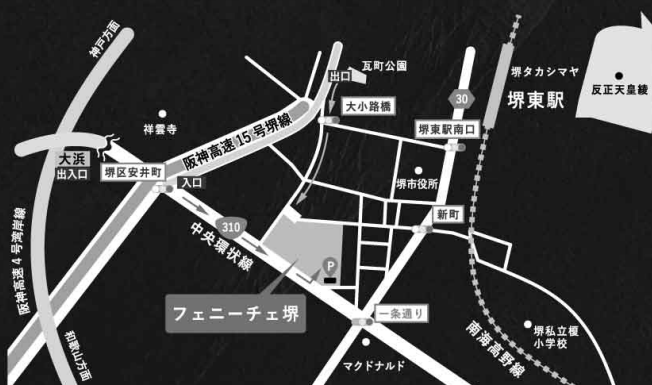 神戸方面
祥雲寺
大浜
出入口
堺区安井町
入口
阪神高速15号堺線
出口
瓦町公園
大小路橋
30
堺東駅南口
堺タカシマヤ
堺東駅
反正天皇綾
堺市役所
新町
310
中央環状線
P
フェニーチェ堺
一条通り
マクドナルド
南海高野線
堺私立榎
小学校
阪神高速4号湾岸線
和歌山方面